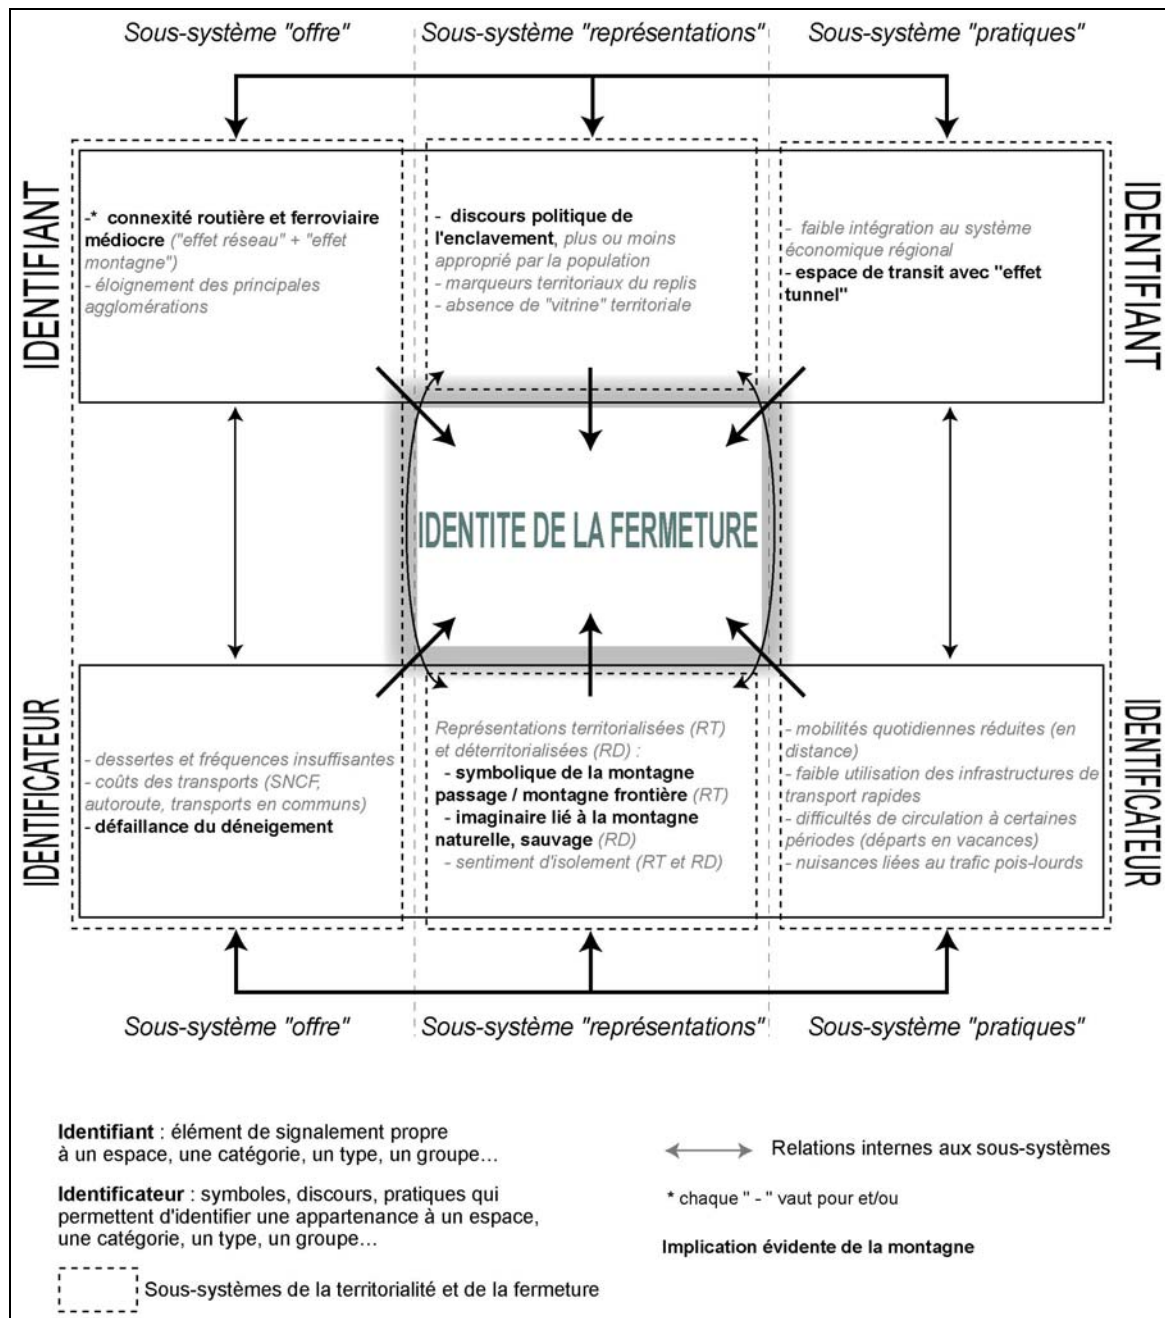 Sous-système "offre"
Sous-système "représentations"
Sous-système "pratiques"
IDENTIFIANT
-* connexité routière et ferroviaire
médiocre ("effet réseau" + "effet
montagne")
- éloignement des principales
agglomérations
- discours politique de
l'enclavement, plus ou moins
approprié par la population
- marqueurs territoriaux du replis
- absence de "vitrine" territoriale
- faible intégration au système
économique régional
- espace de transit avec "effet
tunnel"
IDENTIFIANT
IDENTITE DE LA FERMETURE
IDENTIFICATEUR
- dessertes et fréquences insuffisantes
- coûts des transports (SNCF,
autoroute, transports en communs)
- défaillance du déneigement
Représentations territorialisées (RT)
et déterritorialisées (RD) :
- symbolique de la montagne
passage / montagne frontière (RT)
- imaginaire lié à la montagne
naturelle, sauvage (RD)
- sentiment d'isolement (RT et RD)
- mobilités quotidiennes réduites (en
distance)
- faible utilisation des infrastructures de
transport rapides
- difficultés de circulation à certaines
périodes (départs en vacances)
- nuisances liées au trafic pois-lourds
IDENTIFICATEUR
Sous-système "offre"
Sous-système "représentations"
Sous-système "pratiques"
Identifiant : élément de signalement propre
à un espace, une catégorie, un type, un groupe…
Identificateur : symboles, discours, pratiques qui
permettent d'identifier une appartenance à un espace,
une catégorie, un type, un groupe…
Sous-systèmes de la territorialité et de la fermeture
Relations internes aux sous-systèmes
* chaque " - " vaut pour et/ou
Implication évidente de la montagne